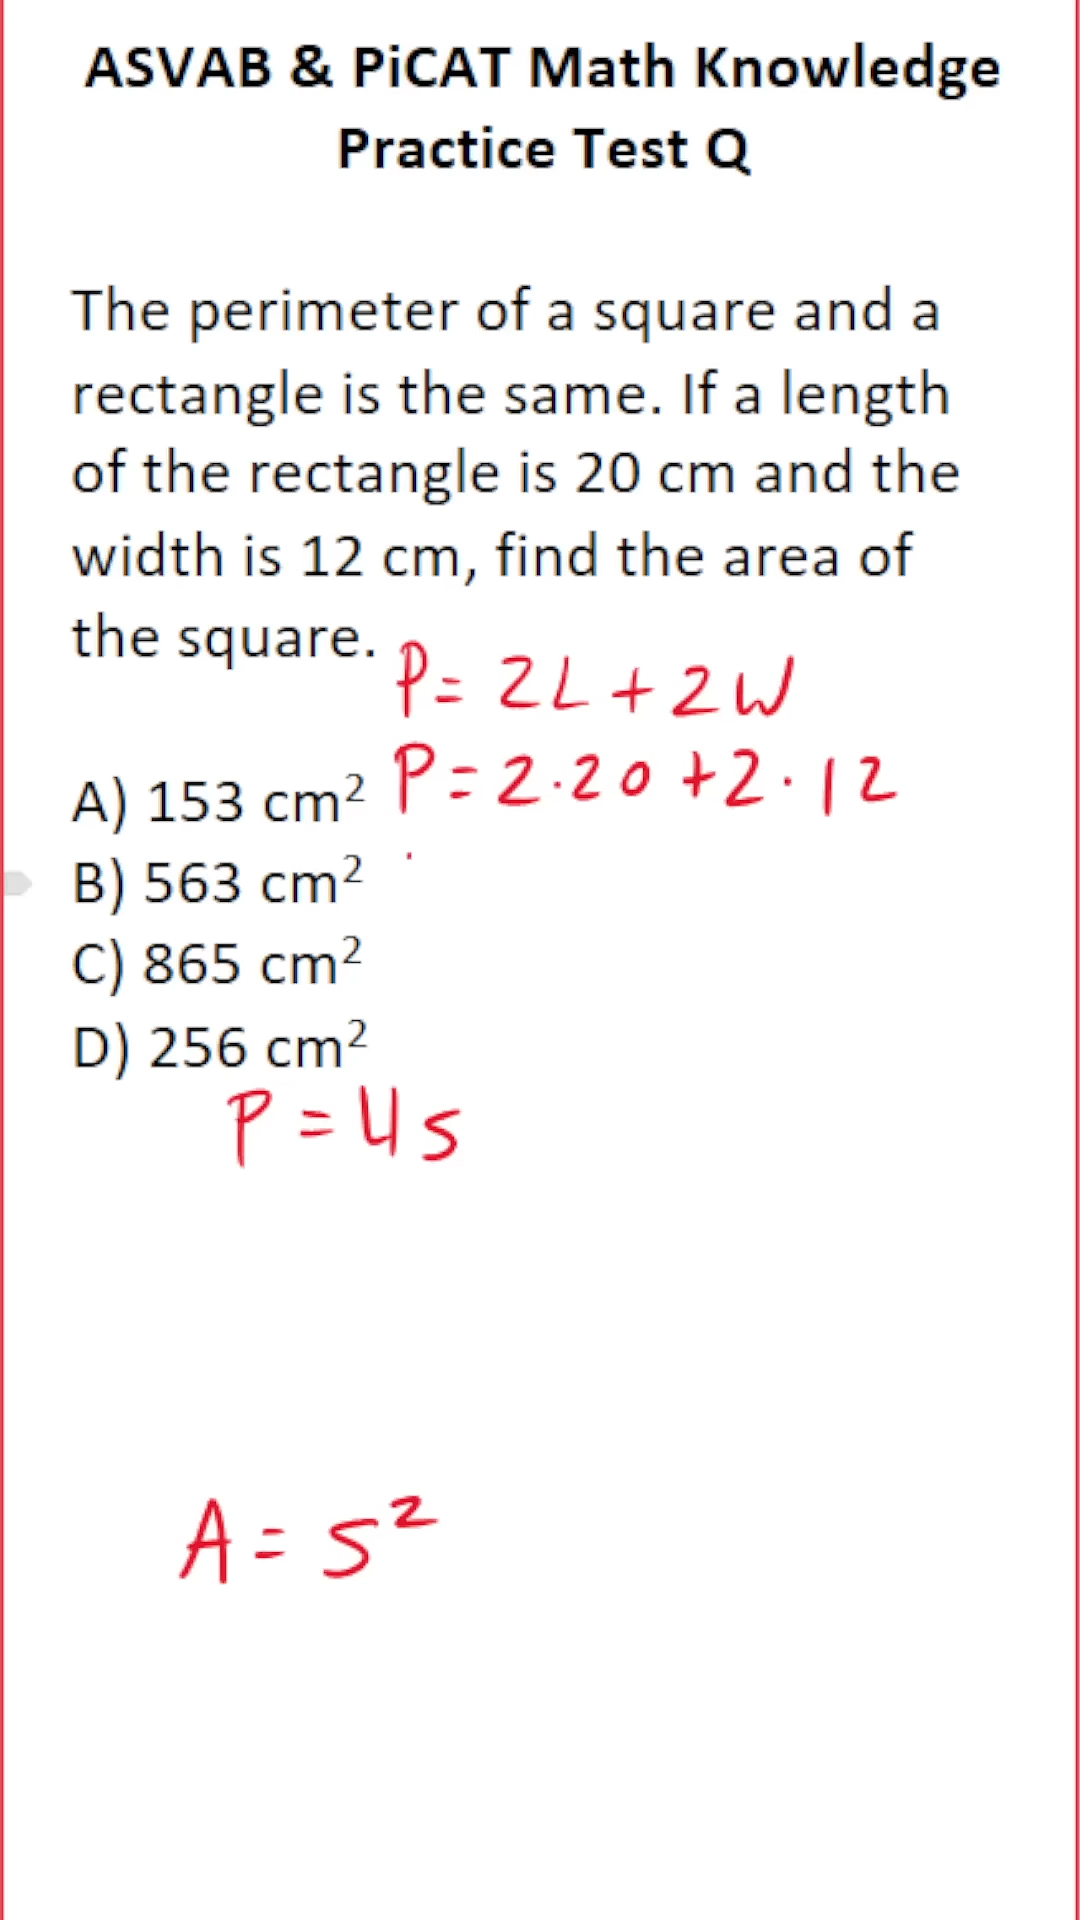 ASVAB & PiCAT Math Knowledge
Practice Test Q
The perimeter of a square and a
rectangle is the same. If a length
of the rectangle is 20 cm and the
width is 12 cm, find the area of
the square.
P = 2L + 2W
P = 2·20 + 2·12
A) 153 cm²
B) 563 cm²
C) 865 cm²
D) 256 cm²
P = 4s
A = s²